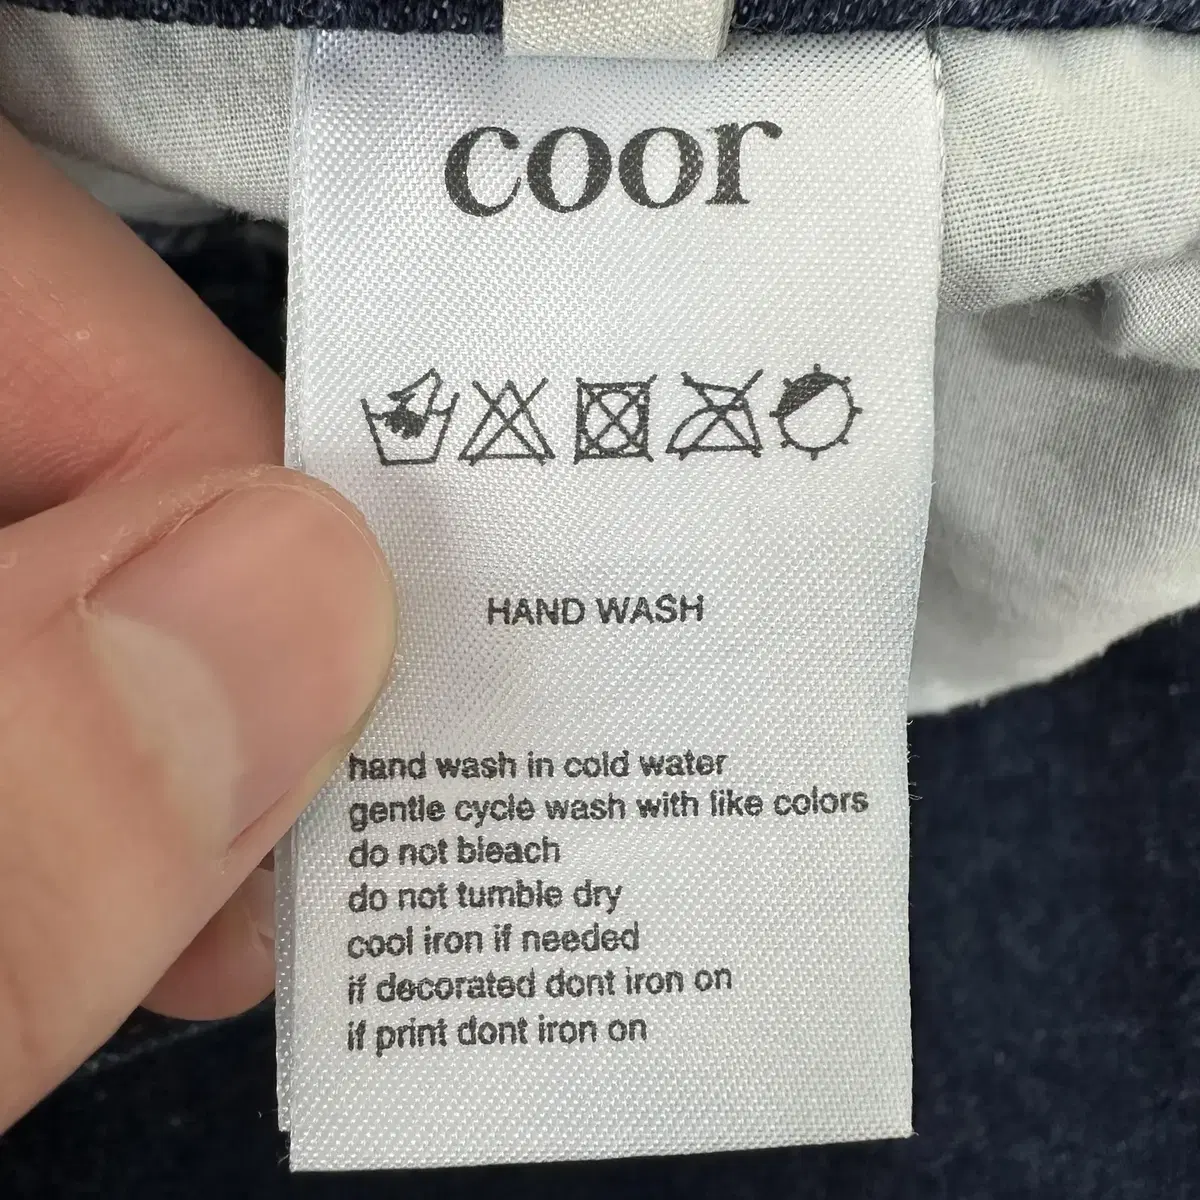 coor
HAND WASH
hand wash in cold water
gentle cycle wash with like colors
do not bleach
do not tumble dry
cool iron if needed
if decorated dont iron on
if print dont iron on